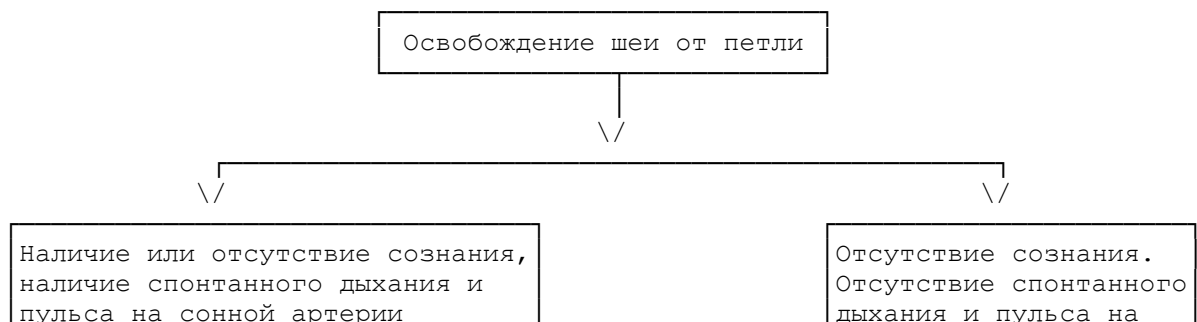 Освобождение шеи от петли
Наличие или отсутствие сознания,
наличие спонтанного дыхания и
пульса на сонной артерии
Отсутствие сознания.
Отсутствие спонтанного
дыхания и пульса на